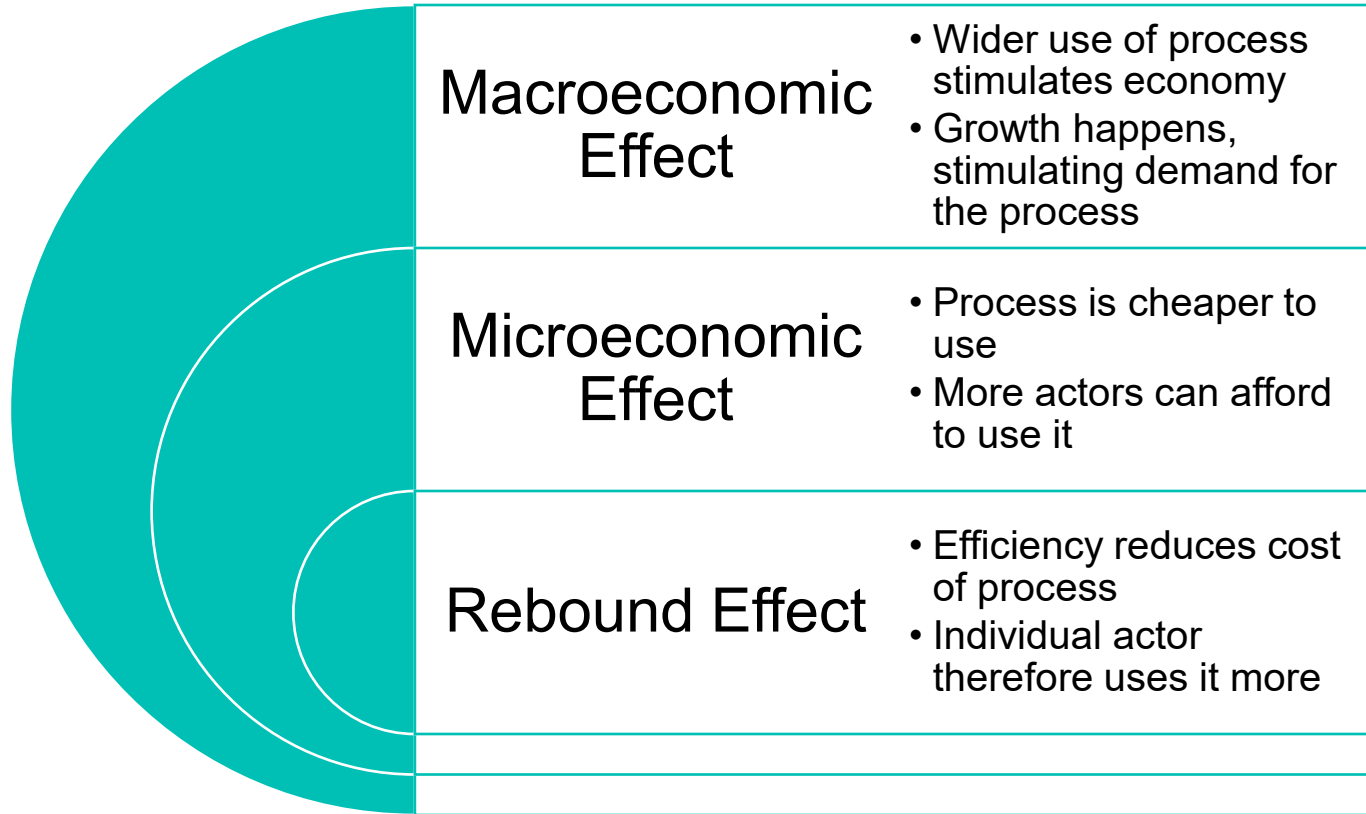 Macroeconomic
Effect
• Wider use of process
stimulates economy
• Growth happens,
stimulating demand for
the process
Microeconomic
Effect
• Process is cheaper to
use
• More actors can afford
to use it
Rebound Effect
• Efficiency reduces cost
of process
• Individual actor
therefore uses it more